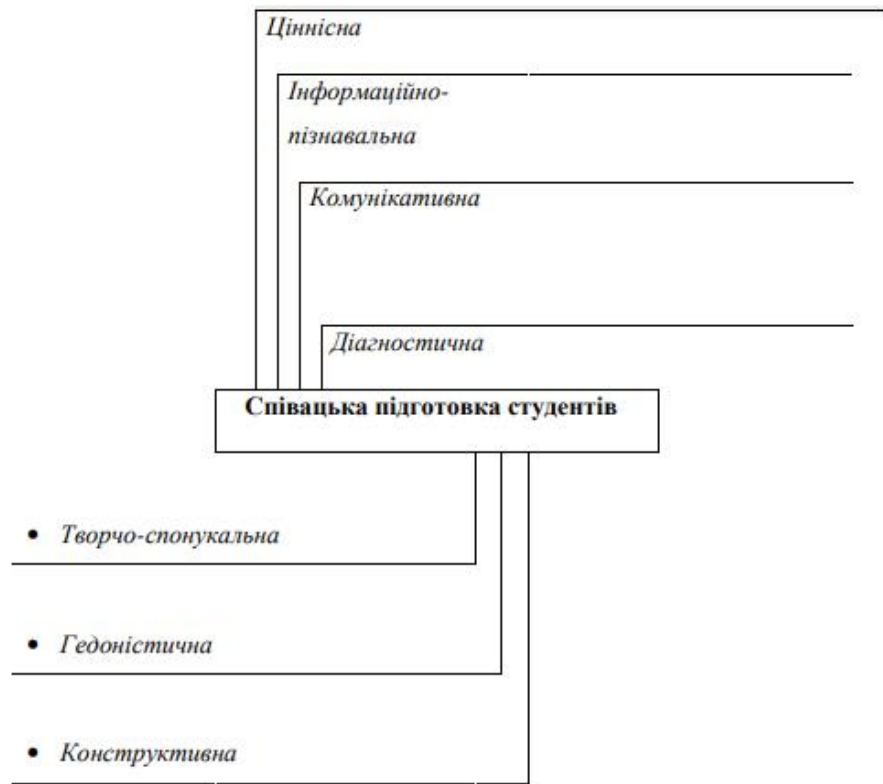 Ціннісна
Інформаційно-
пізнавальна
Комунікативна
Діагностична
Співацька підготовка студентів
• Творчо-спонукальна
• Гедоністична
• Конструктивна